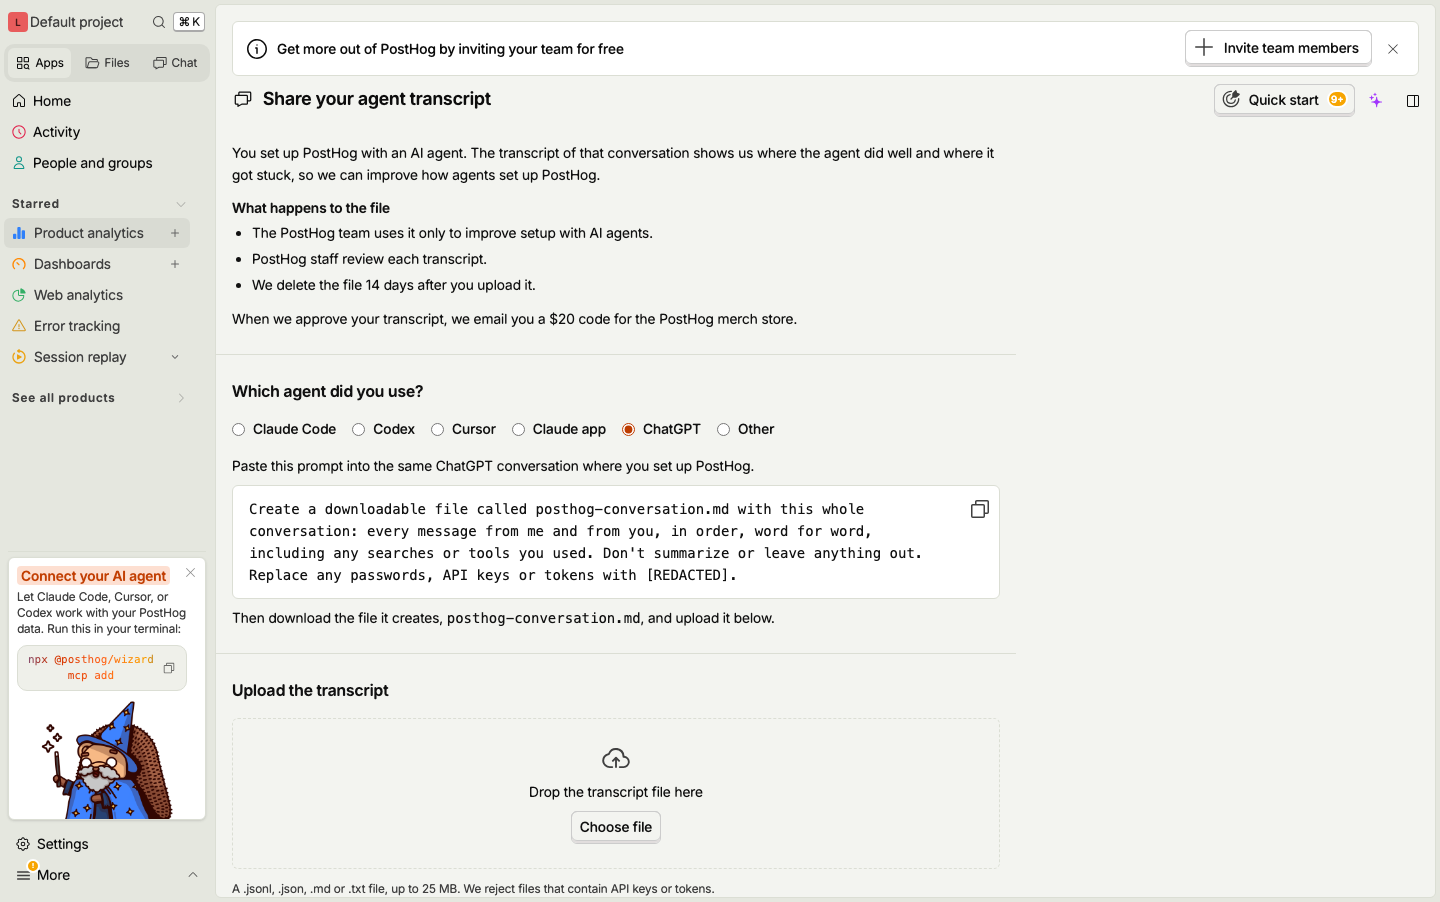 L Default project ⌘ K
Apps Files Chat
Home
Activity
People and groups
Starred
Product analytics
Dashboards
Web analytics
Error tracking
Session replay
See all products
Connect your AI agent
Let Claude Code, Cursor, or
Codex work with your PostHog
data. Run this in your terminal:
npx @posthog/wizard
mcp add
Settings
More
Get more out of PostHog by inviting your team for free
Invite team members
Share your agent transcript
Quick start 9+
You set up PostHog with an AI agent. The transcript of that conversation shows us where the agent did well and where it
got stuck, so we can improve how agents set up PostHog.
What happens to the file
• The PostHog team uses it only to improve setup with AI agents.
• PostHog staff review each transcript.
• We delete the file 14 days after you upload it.
When we approve your transcript, we email you a $20 code for the PostHog merch store.
Which agent did you use?
Claude Code Codex Cursor Claude app ChatGPT Other
Paste this prompt into the same ChatGPT conversation where you set up PostHog.
Create a downloadable file called posthog-conversation.md with this whole
conversation: every message from me and from you, in order, word for word,
including any searches or tools you used. Don't summarize or leave anything out.
Replace any passwords, API keys or tokens with [REDACTED].
Then download the file it creates, posthog-conversation.md, and upload it below.
Upload the transcript
Drop the transcript file here
Choose file
A .jsonl, .json, .md or .txt file, up to 25 MB. We reject files that contain API keys or tokens.